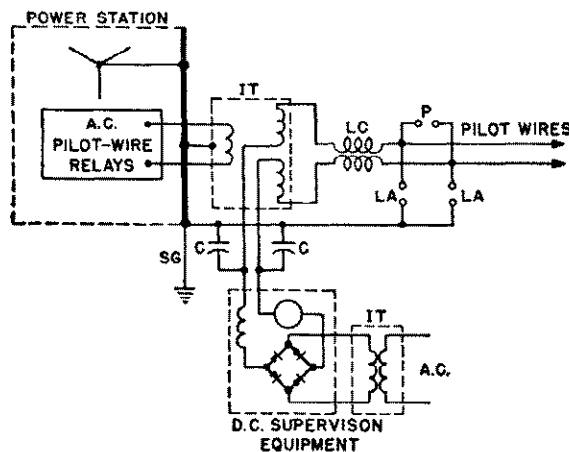 POWER STATION
IT
A.C.
PILOT-WIRE
RELAYS
LC
P
PILOT WIRES
LA
LA
SG
C
C
IT
A.C.
D.C. SUPERVISON
EQUIPMENT